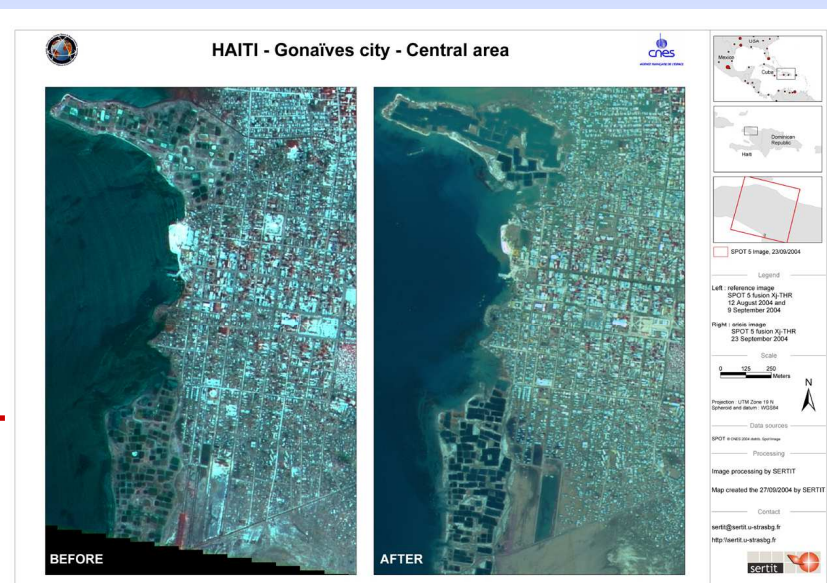 HAITI - Gonaïves city - Central area
cnes
BEFORE
AFTER
USA
Mexico
Cuba
Dominican
Republic
Haiti
SPOT 5 Image, 23/09/2004
Legend
Left : reference image
SPOT 5 fusion Xj-THR
12 August 2004 and
9 September 2004
Right : crisis image
SPOT 5 fusion Xj-THR
23 September 2004
Scale
0 125 250
Meters
N
Projection : UTM Zone 19 N
Spheroid and datum : WGS84
Data sources
SPOT
Processing
Image processing by SERTIT
Map created the 27/09/2004 by SERTIT
Contact
sertit@sertit.u-strasbg.fr
http://sertit.u-strasbg.fr
sertit